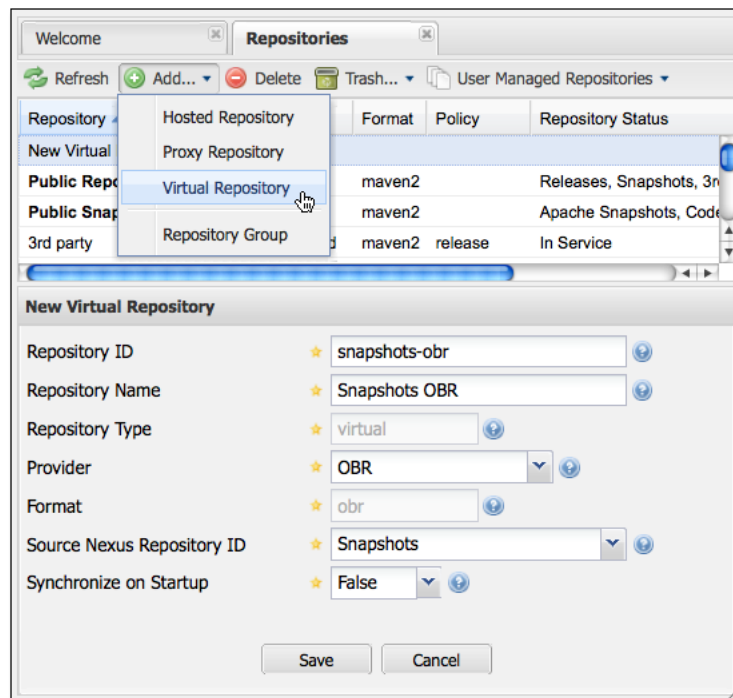 Welcome Repositories
Refresh Add... Delete Trash... User Managed Repositories
Repository Format Policy Repository Status
Hosted Repository
New Virtual
Proxy Repository
Public Repo maven2 Releases, Snapshots, 3r
Virtual Repository
Public Snap maven2 Apache Snapshots, Code
Repository Group
3rd party d maven2 release In Service
New Virtual Repository
Repository ID snapshots-obr
Repository Name Snapshots OBR
Repository Type virtual
Provider OBR
Format obr
Source Nexus Repository ID Snapshots
Synchronize on Startup False
Save Cancel